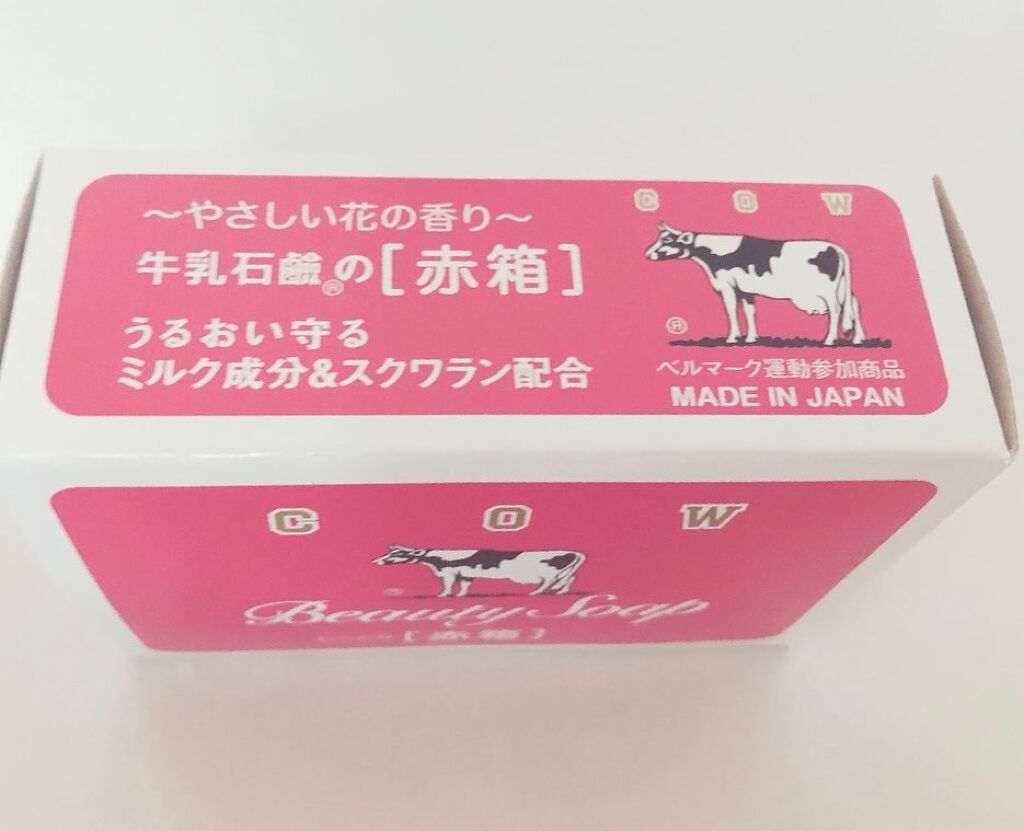 ～やさしい花の香り～
牛乳石鹸®の[赤箱]
うるおい守る
ミルク成分&スクワラン配合
COW
®
ベルマーク運動参加商品
MADE IN JAPAN
COW
®
Beauty Soap
[赤箱]